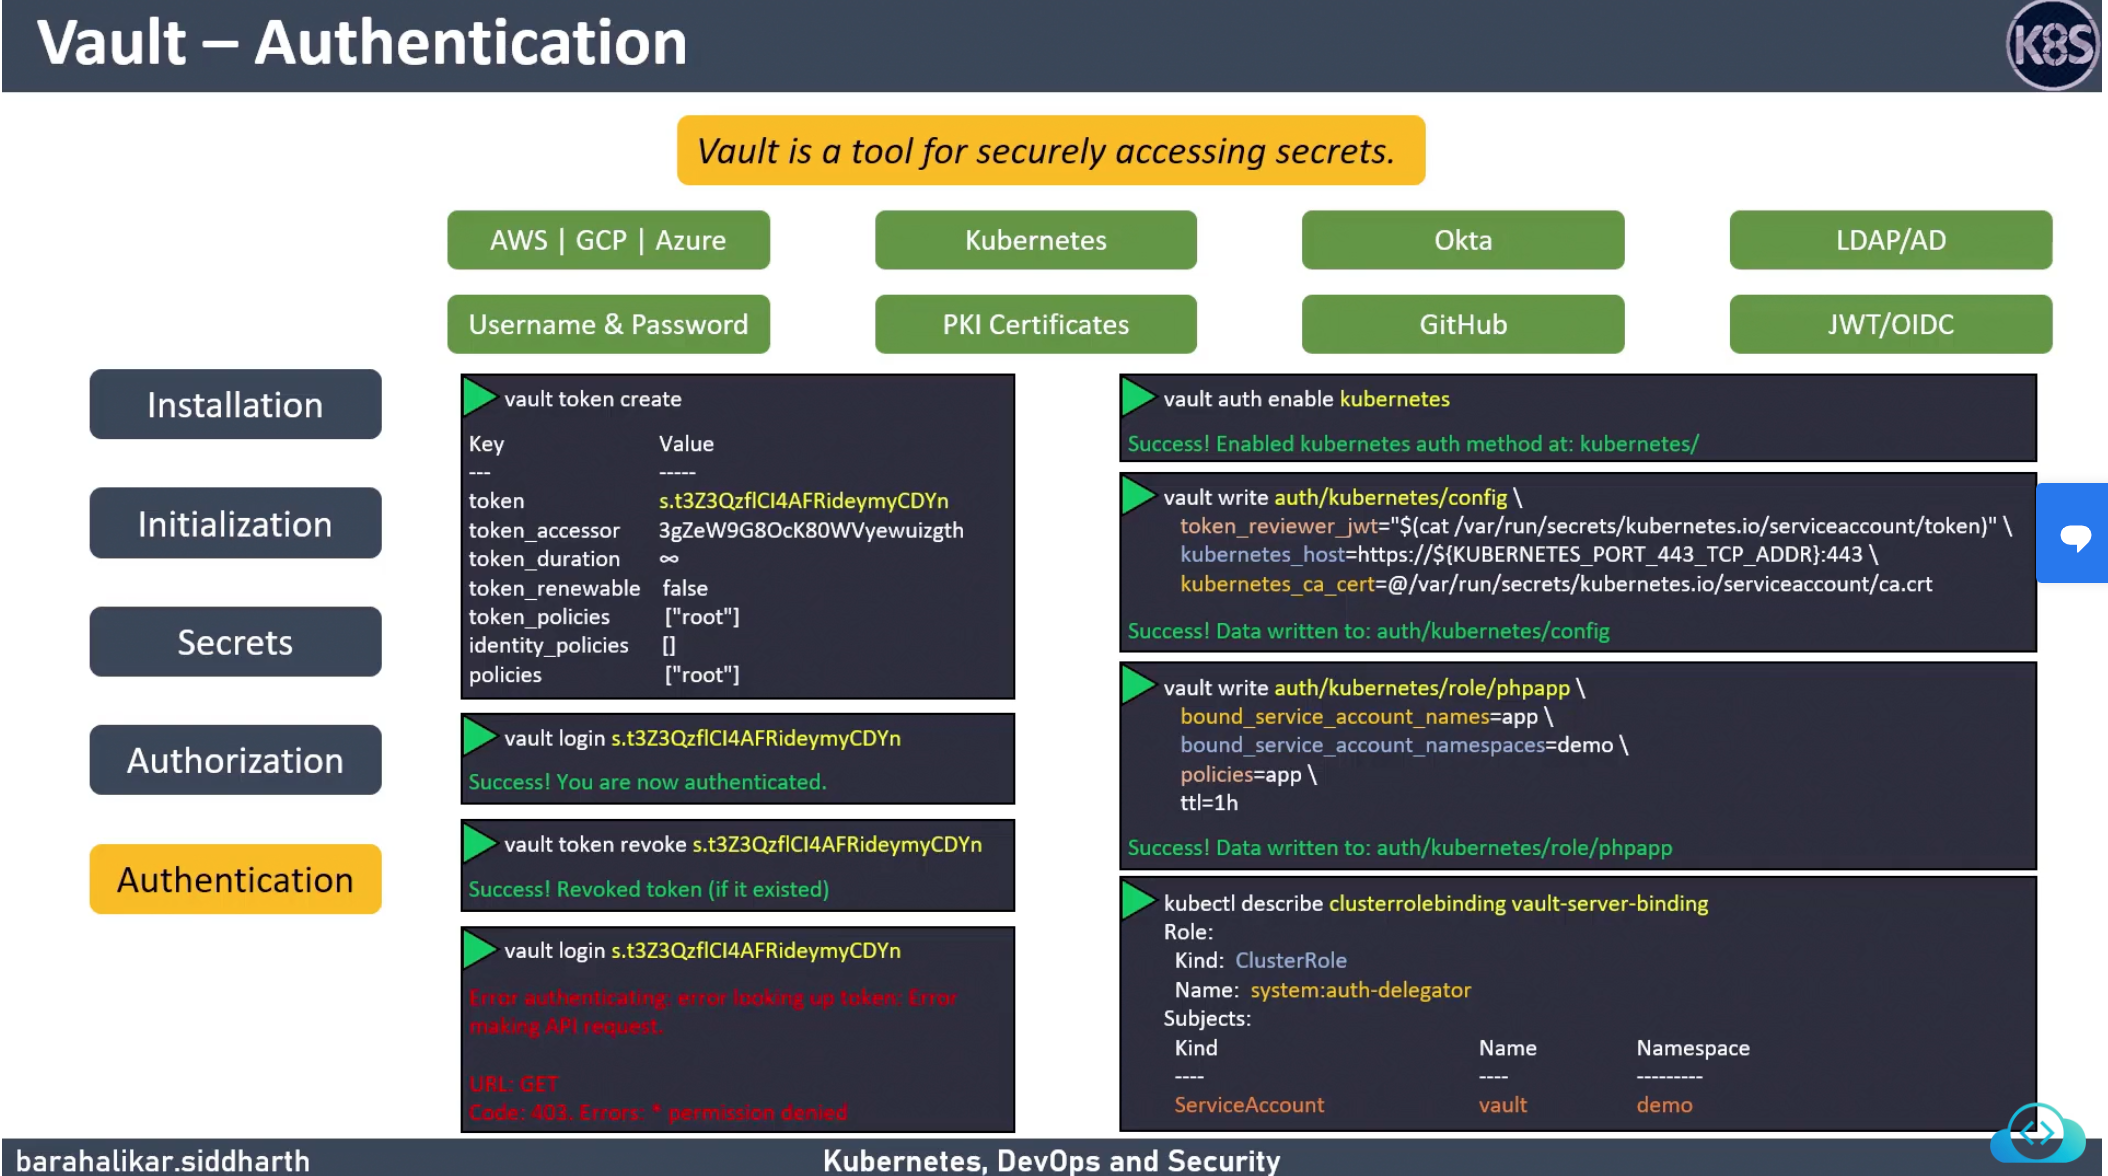 Vault – Authentication
K8S
Vault is a tool for securely accessing secrets.
AWS | GCP | Azure
Kubernetes
Okta
LDAP/AD
Username & Password
PKI Certificates
GitHub
JWT/OIDC
Installation
Initialization
Secrets
Authorization
Authentication
vault token create
Key Value
--- -----
token s.t3Z3QzflCI4AFRideymyCDYn
token_accessor 3gZeW9G8OcK80WVyewuizgth
token_duration ∞
token_renewable false
token_policies ["root"]
identity_policies []
policies ["root"]
vault login s.t3Z3QzflCI4AFRideymyCDYn
Success! You are now authenticated.
vault token revoke s.t3Z3QzflCI4AFRideymyCDYn
Success! Revoked token (if it existed)
vault login s.t3Z3QzflCI4AFRideymyCDYn
Error authenticating: error looking up token: Error
making API request.
URL: GET
Code: 403. Errors: * permission denied
vault auth enable kubernetes
Success! Enabled kubernetes auth method at: kubernetes/
vault write auth/kubernetes/config \
token_reviewer_jwt="$(cat /var/run/secrets/kubernetes.io/serviceaccount/token)" \
kubernetes_host=https://${KUBERNETES_PORT_443_TCP_ADDR}:443 \
kubernetes_ca_cert=@/var/run/secrets/kubernetes.io/serviceaccount/ca.crt
Success! Data written to: auth/kubernetes/config
vault write auth/kubernetes/role/phpapp \
bound_service_account_names=app \
bound_service_account_namespaces=demo \
policies=app \
ttl=1h
Success! Data written to: auth/kubernetes/role/phpapp
kubectl describe clusterrolebinding vault-server-binding
Role:
Kind: ClusterRole
Name: system:auth-delegator
Subjects:
Kind Name Namespace
---- ---- ---------
ServiceAccount vault demo
barahalikar.siddharth
Kubernetes, DevOps and Security